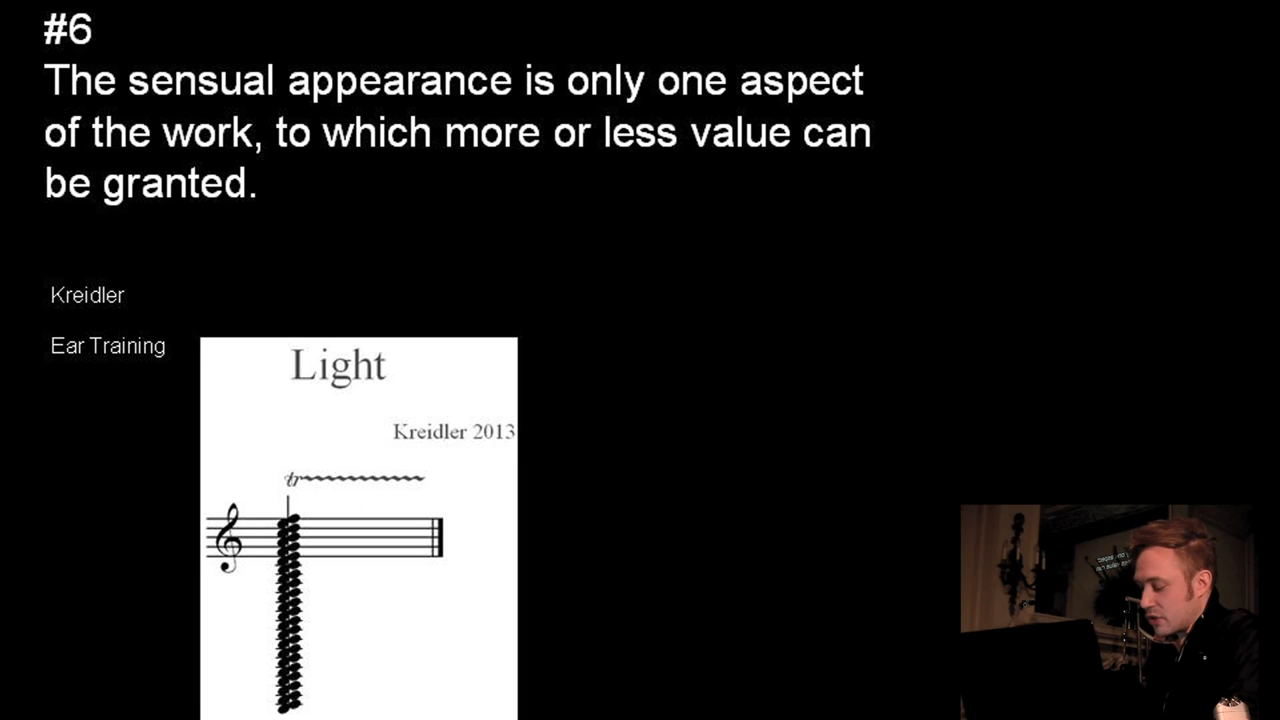 #6
The sensual appearance is only one aspect
of the work, to which more or less value can
be granted.
Kreidler
Ear Training
Light
Kreidler 2013
tr